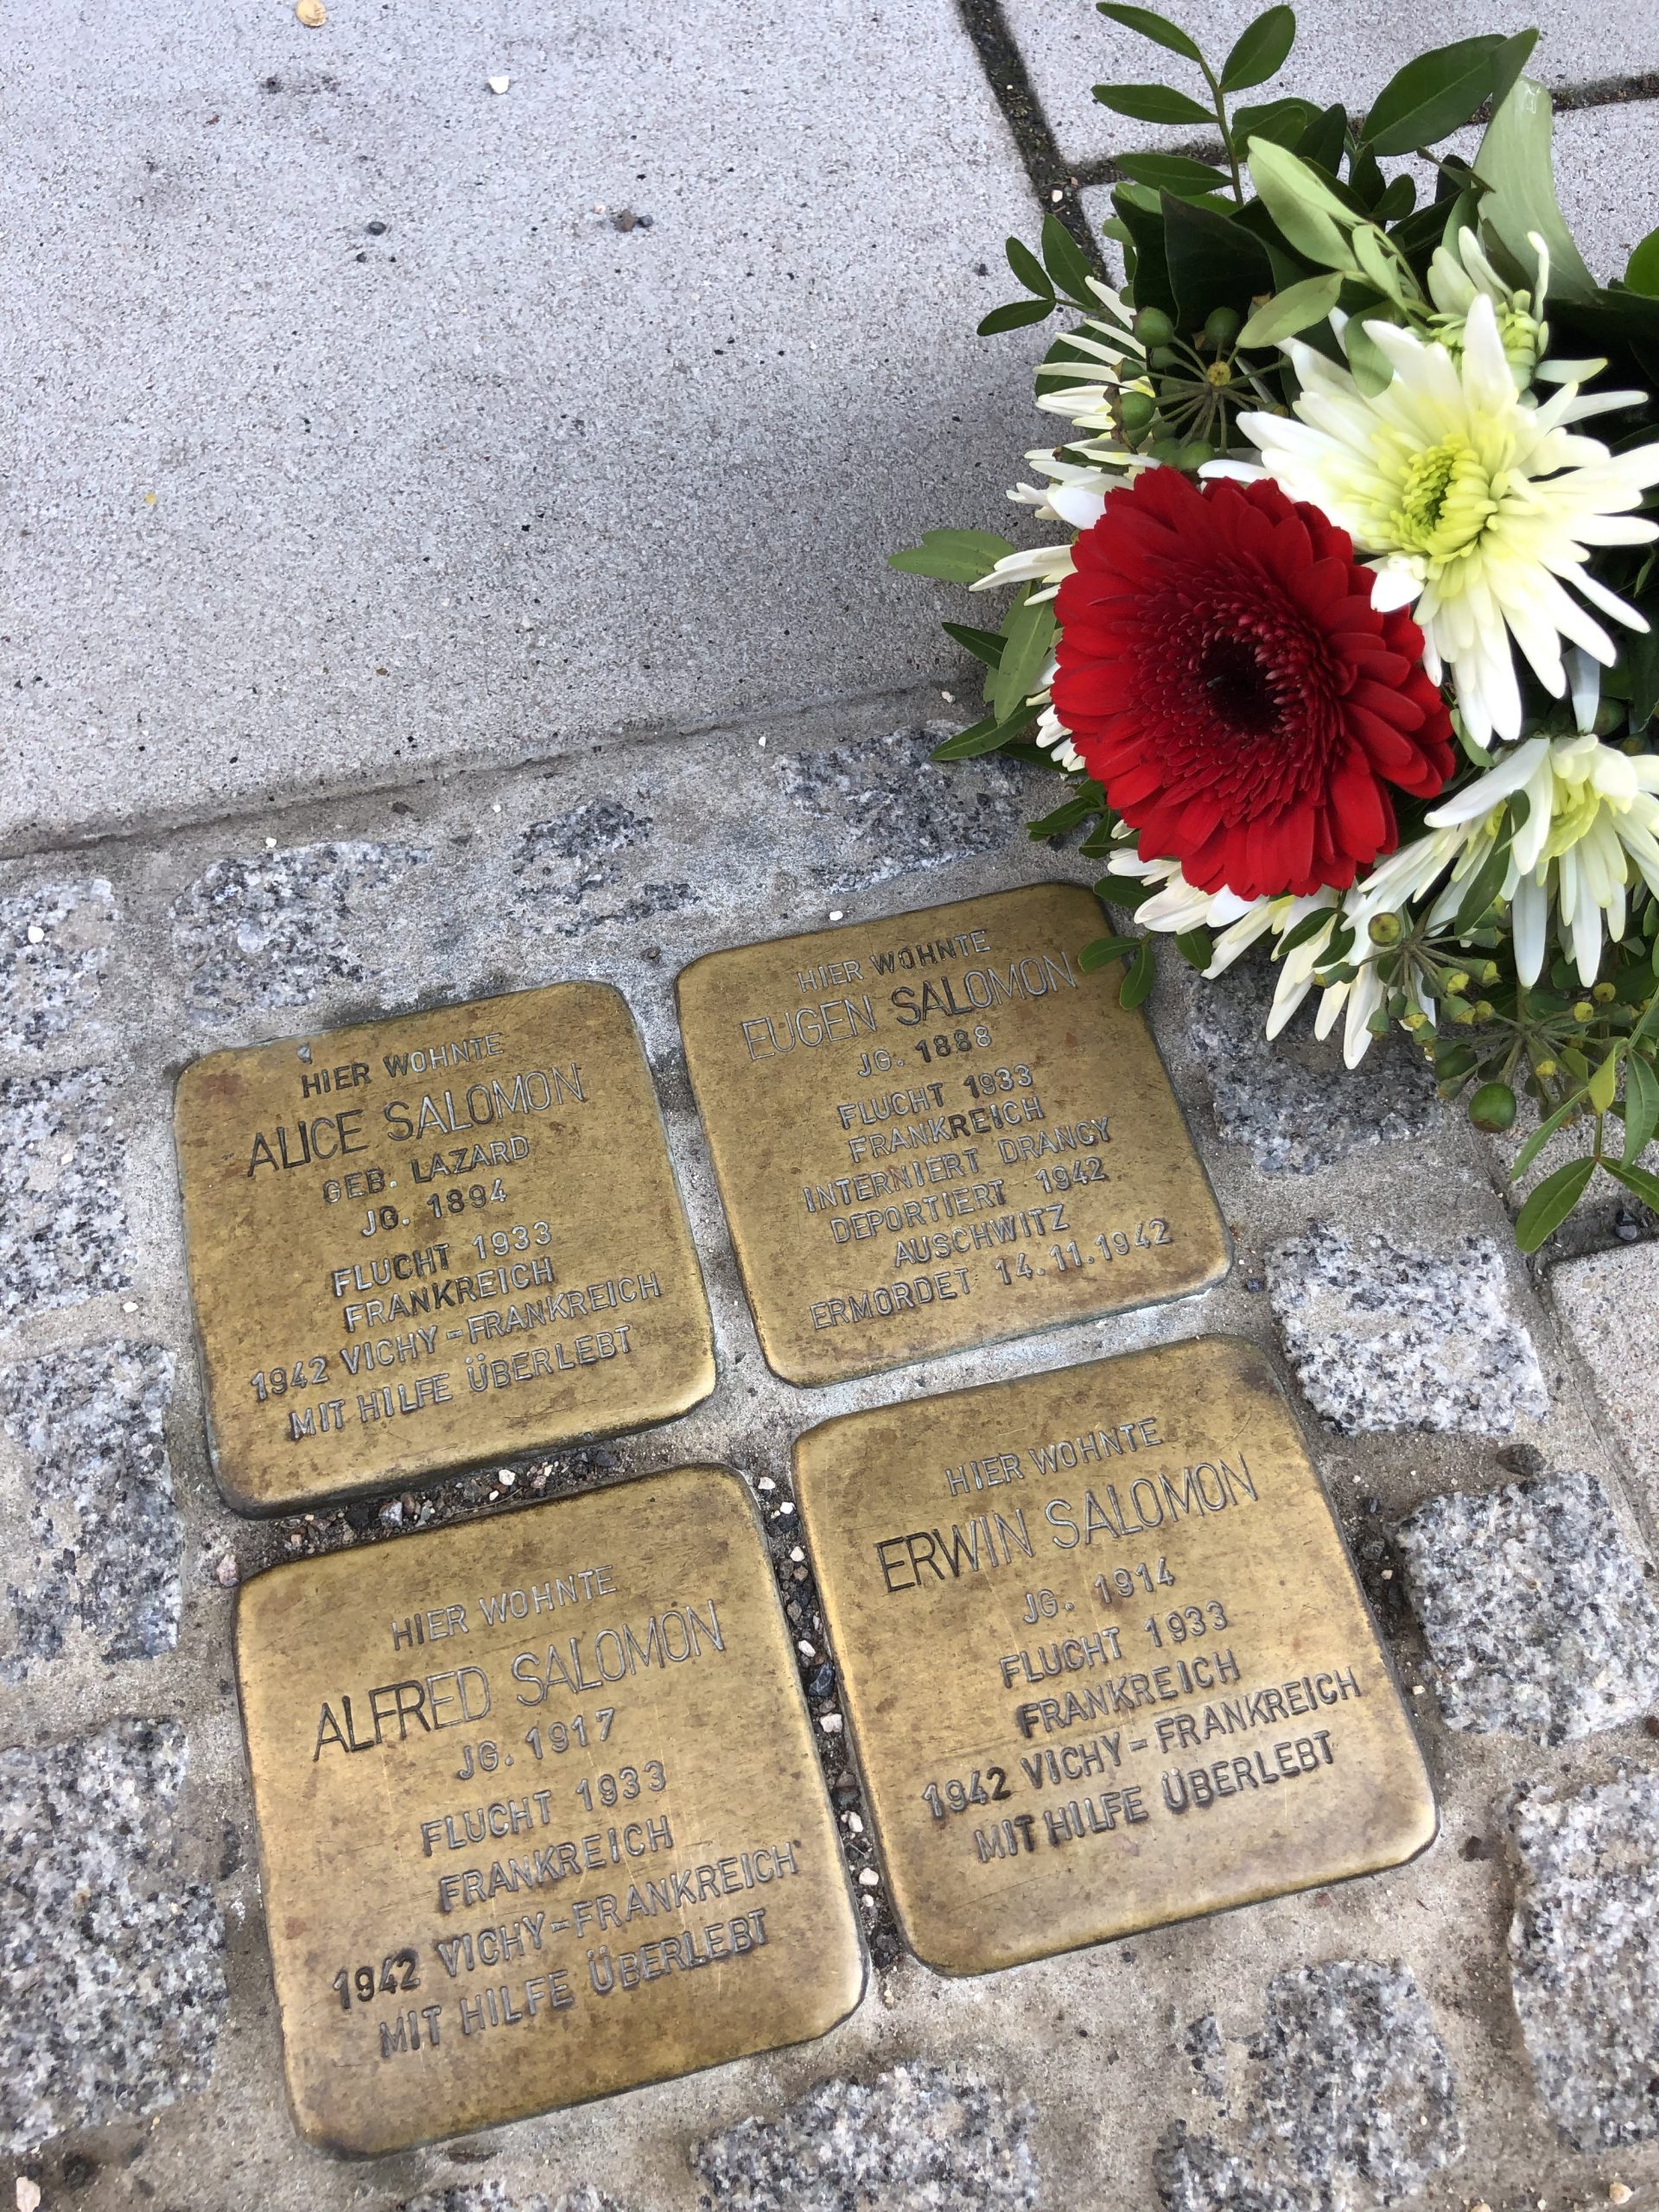 HIER WOHNTE
ALICE SALOMON
GEB. LAZARD
JG. 1894
FLUCHT 1933
FRANKREICH
1942 VICHY-FRANKREICH
MIT HILFE ÜBERLEBT
HIER WOHNTE
EUGEN SALOMON
JG. 1888
FLUCHT 1933
FRANKREICH
INTERNIERT DRANCY
DEPORTIERT 1942
AUSCHWITZ
ERMORDET 14.11.1942
HIER WOHNTE
ALFRED SALOMON
JG. 1917
FLUCHT 1933
FRANKREICH
1942 VICHY-FRANKREICH
MIT HILFE ÜBERLEBT
HIER WOHNTE
ERWIN SALOMON
JG. 1914
FLUCHT 1933
FRANKREICH
1942 VICHY-FRANKREICH
MIT HILFE ÜBERLEBT